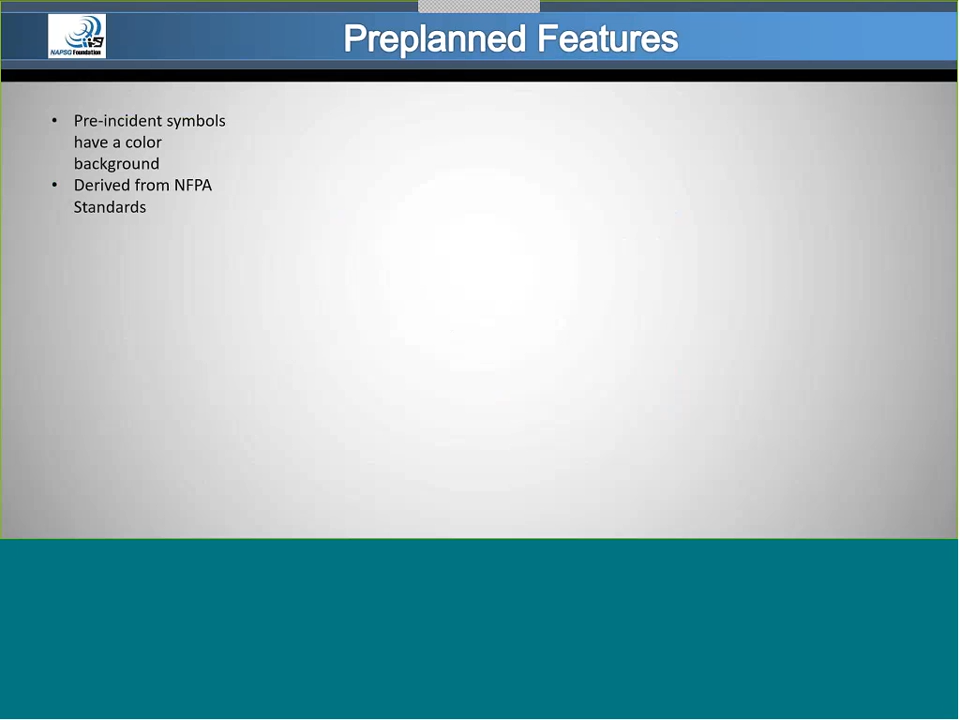 Preplanned Features
NAPSG Foundation
• Pre-incident symbols
have a color
background
• Derived from NFPA
Standards